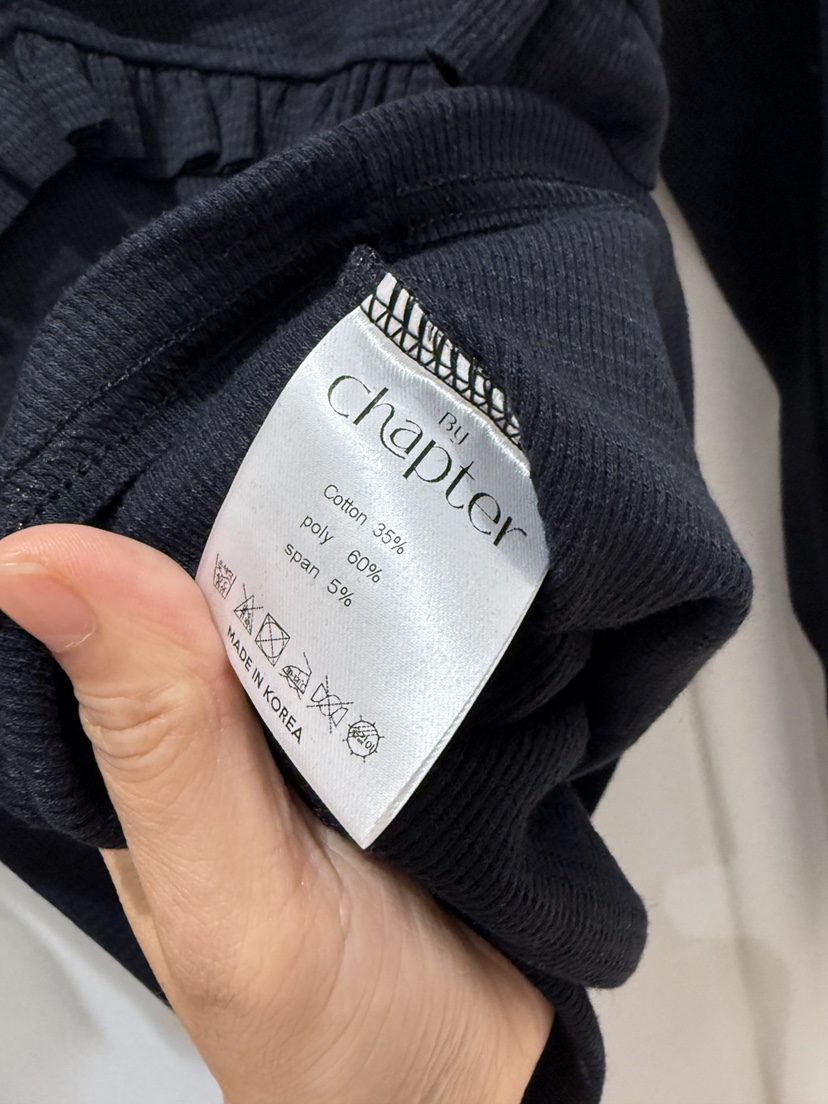 By
chapter
Cotton 35%
poly 60%
span 5%
MADE IN KOREA